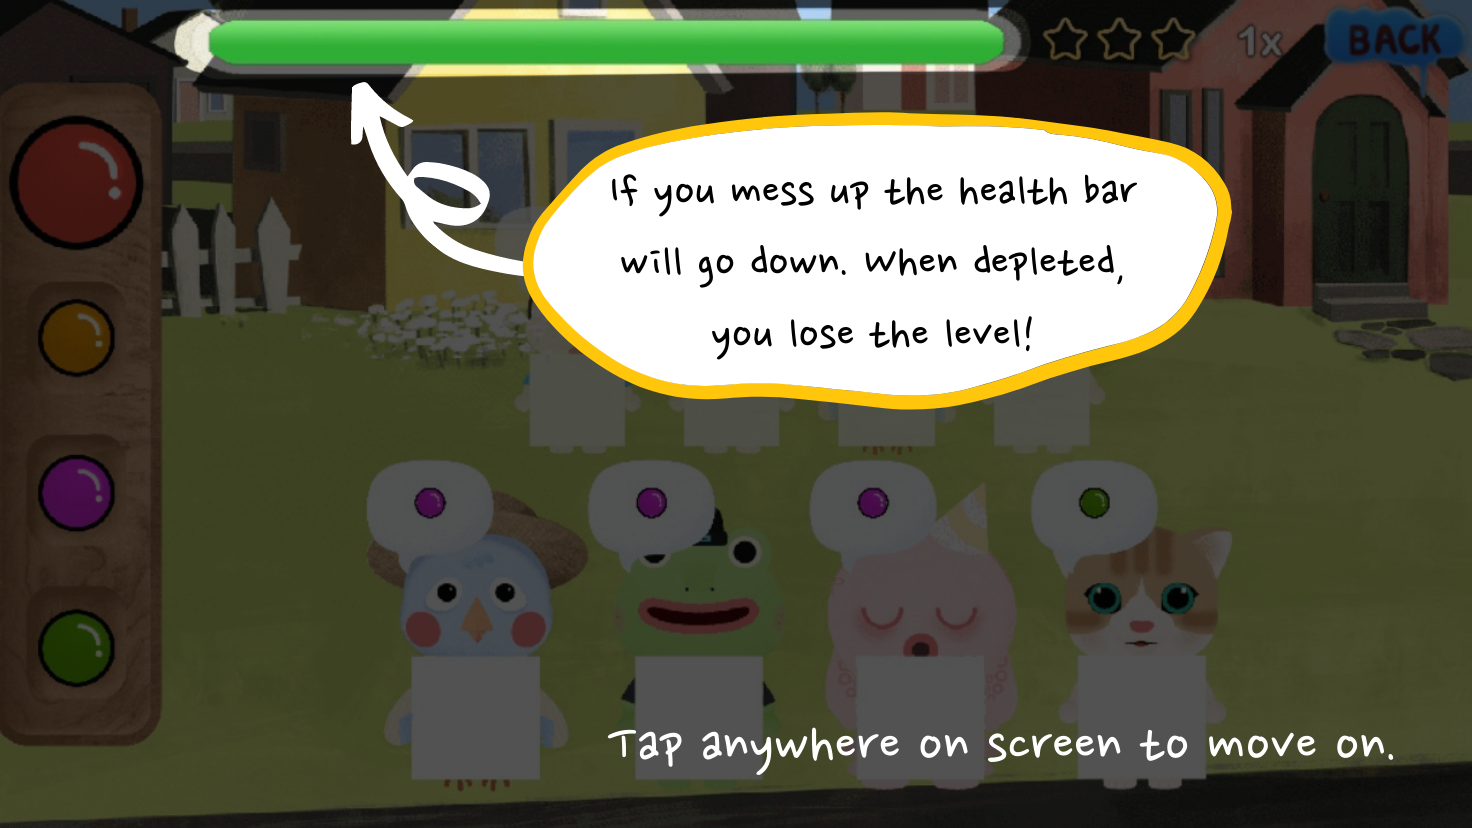 1x
BACK
If you mess up the health bar
will go down. When depleted,
you lose the level!
Tap anywhere on screen to move on.